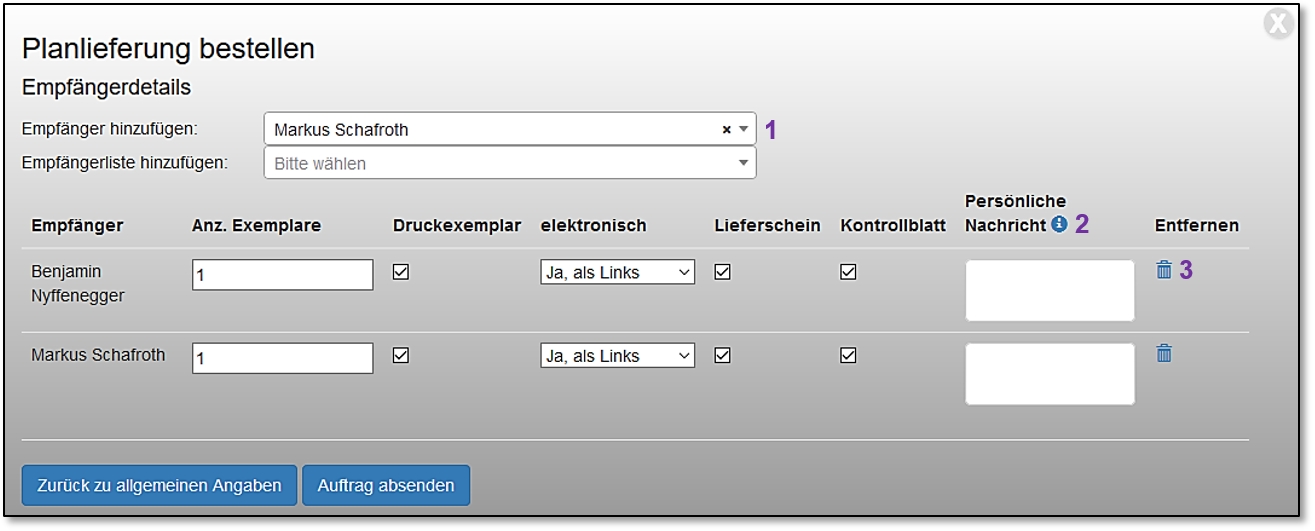 X
Planlieferung bestellen
Empfängerdetails
Empfänger hinzufügen: Markus Schafroth × 1
Empfängerliste hinzufügen: Bitte wählen
Persönliche
Empfänger Anz. Exemplare Druckexemplar elektronisch Lieferschein Kontrollblatt Nachricht i 2 Entfernen
Benjamin 1 Ja, als Links 3
Nyffenegger
Markus Schafroth 1 Ja, als Links
Zurück zu allgemeinen Angaben Auftrag absenden